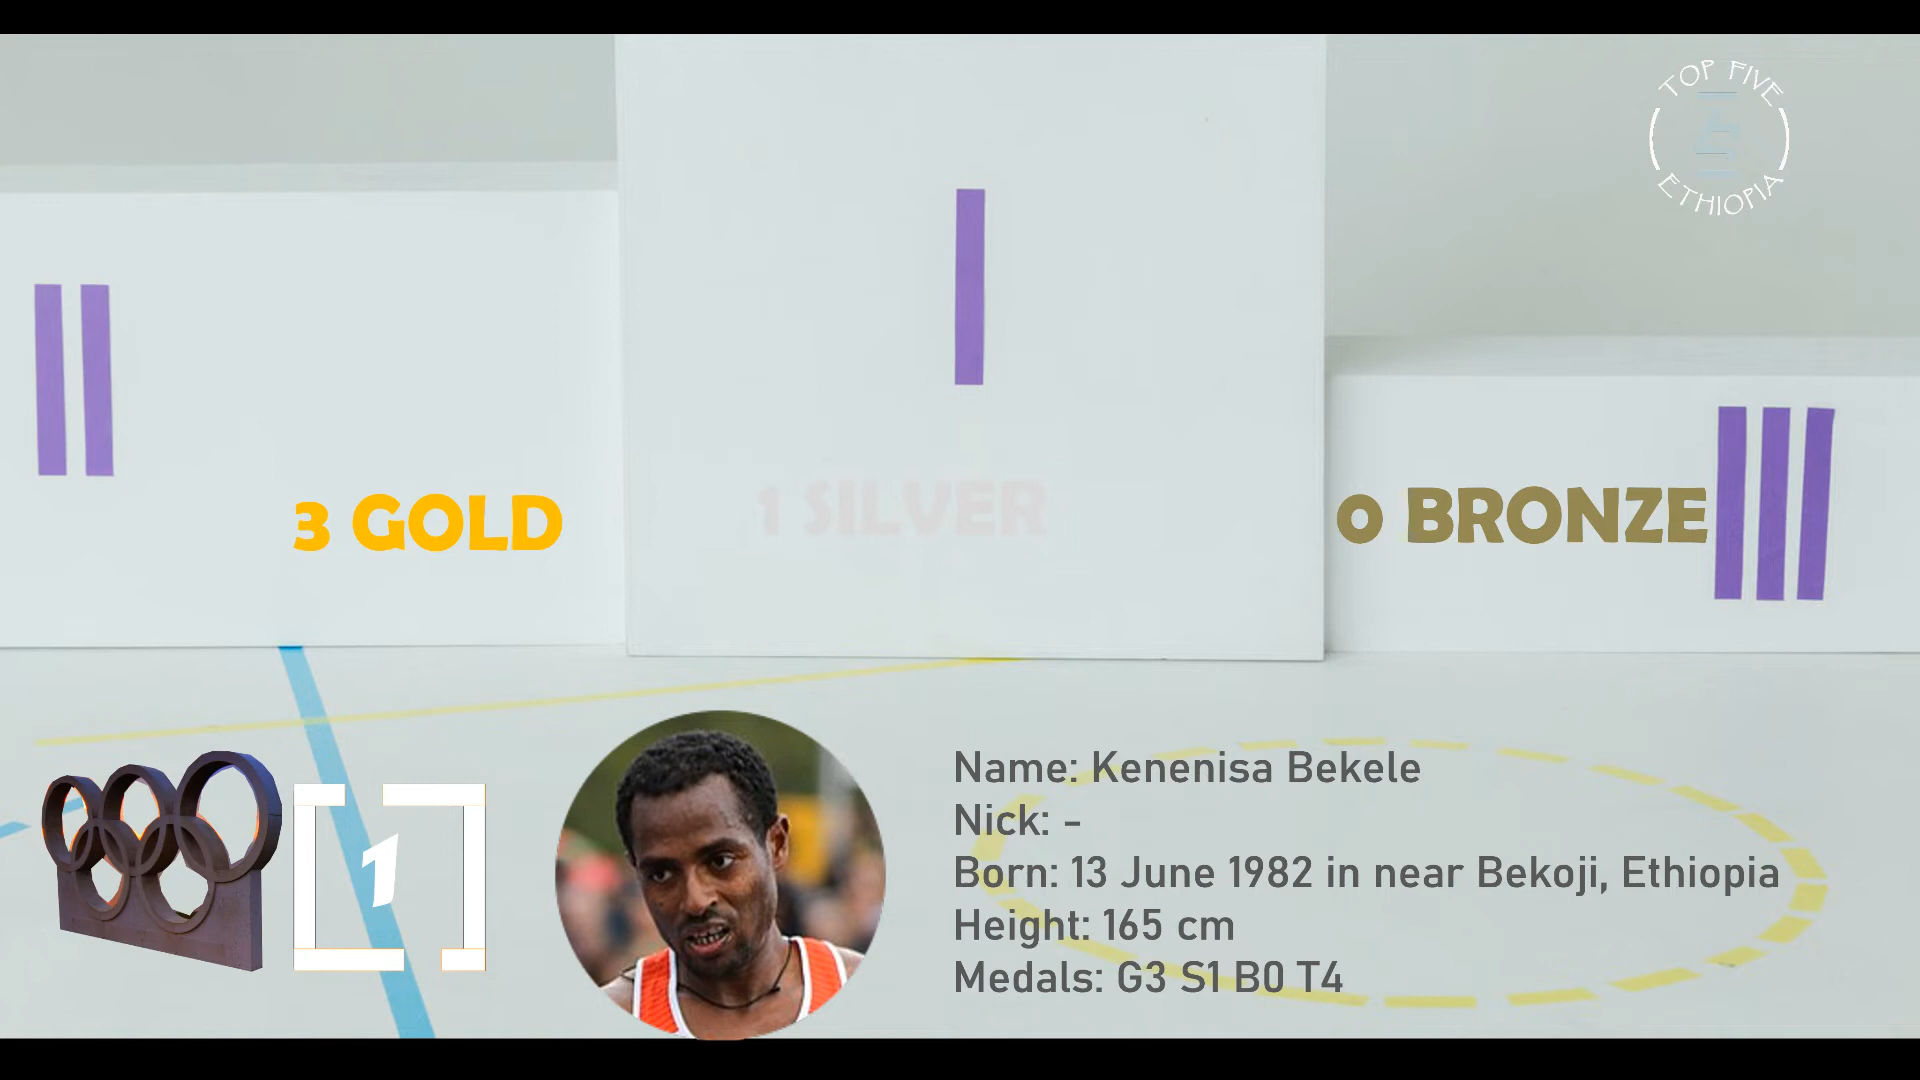 TOP FIVE
ETHIOPIA
II
I
III
3 GOLD
1 SILVER
0 BRONZE
1
Name: Kenenisa Bekele
Nick: -
Born: 13 June 1982 in near Bekoji, Ethiopia
Height: 165 cm
Medals: G3 S1 B0 T4